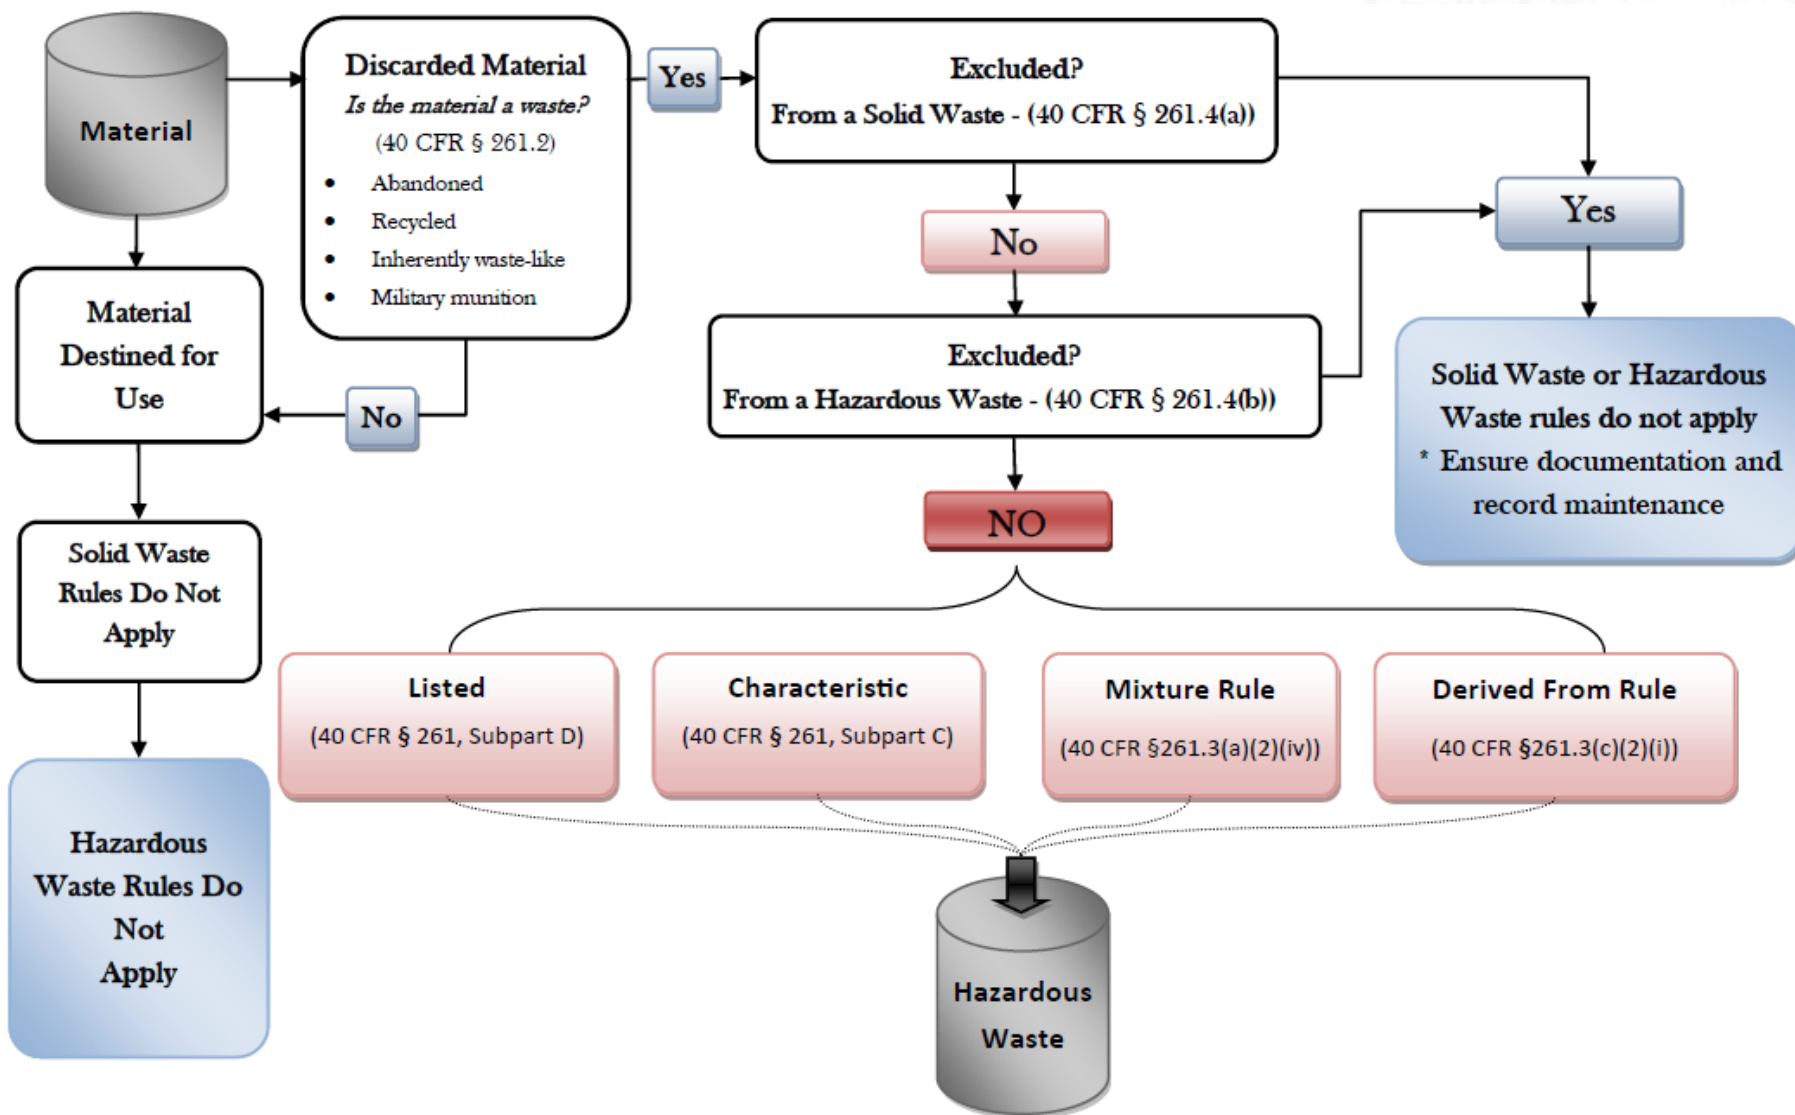 Material
Discarded Material
Is the material a waste?
(40 CFR § 261.2)
• Abandoned
• Recycled
• Inherently waste-like
• Military munition
Yes
Excluded?
From a Solid Waste - (40 CFR § 261.4(a))
No
Yes
Material
Destined for
Use
No
Excluded?
From a Hazardous Waste - (40 CFR § 261.4(b))
Solid Waste or Hazardous
Waste rules do not apply
* Ensure documentation and
record maintenance
NO
Solid Waste
Rules Do Not
Apply
Listed
(40 CFR § 261, Subpart D)
Characteristic
(40 CFR § 261, Subpart C)
Mixture Rule
(40 CFR §261.3(a)(2)(iv))
Derived From Rule
(40 CFR §261.3(c)(2)(i))
Hazardous
Waste Rules Do
Not
Apply
Hazardous
Waste